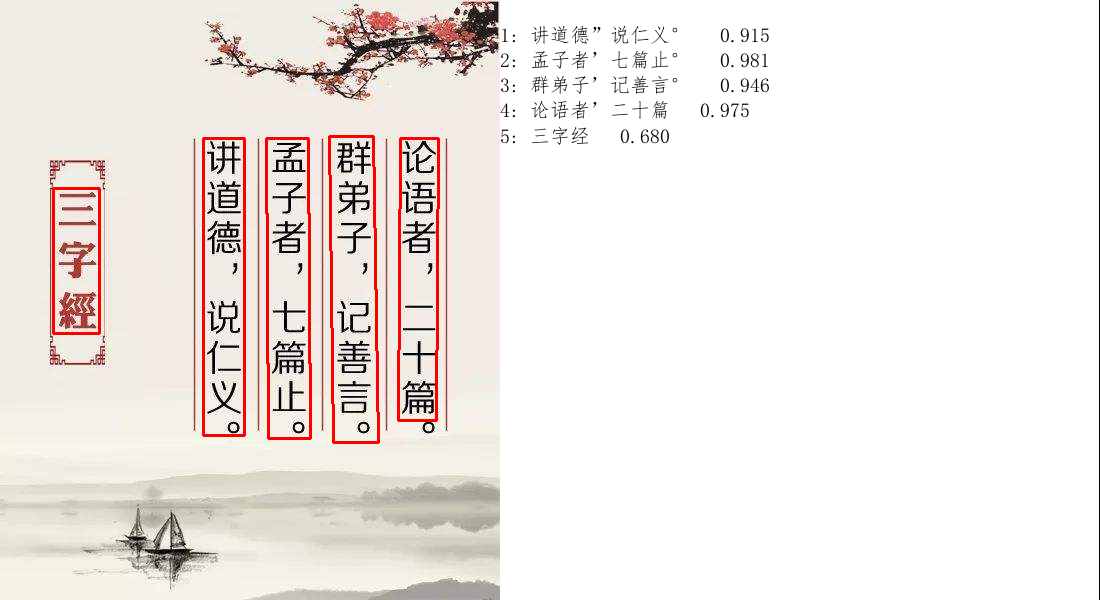 论语者，二十篇。
群弟子，记善言。
孟子者，七篇止。
讲道德，说仁义。
三字經
1: 讲道德”说仁义° 0.915
2: 孟子者’七篇止° 0.981
3: 群弟子’记善言° 0.946
4: 论语者’二十篇 0.975
5: 三字经 0.680